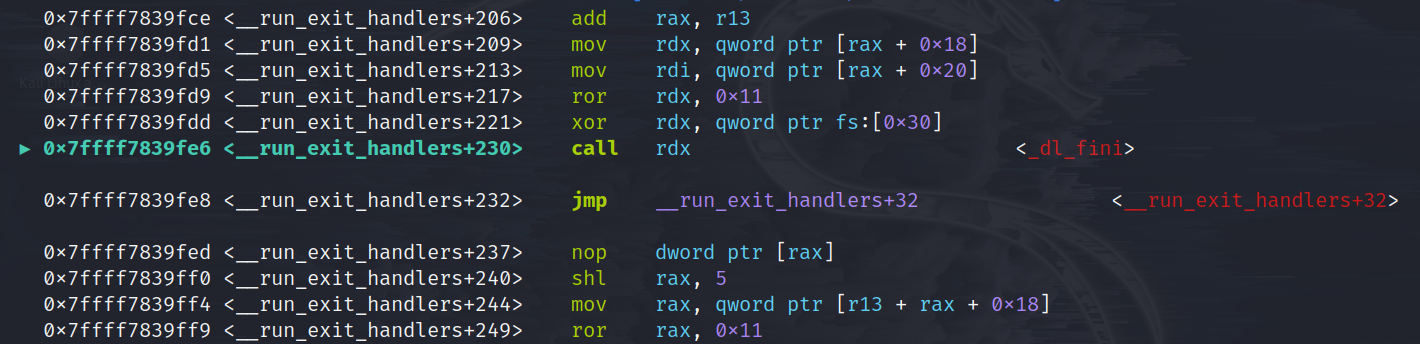 0×7ffff7839fce <__run_exit_handlers+206> add rax, r13
0×7ffff7839fd1 <__run_exit_handlers+209> mov rdx, qword ptr [rax + 0×18]
0×7ffff7839fd5 <__run_exit_handlers+213> mov rdi, qword ptr [rax + 0×20]
0×7ffff7839fd9 <__run_exit_handlers+217> ror rdx, 0×11
0×7ffff7839fdd <__run_exit_handlers+221> xor rdx, qword ptr fs:[0×30]
► 0×7ffff7839fe6 <__run_exit_handlers+230> call rdx <_dl_fini>
0×7ffff7839fe8 <__run_exit_handlers+232> jmp __run_exit_handlers+32 <__run_exit_handlers+32>
0×7ffff7839fed <__run_exit_handlers+237> nop dword ptr [rax]
0×7ffff7839ff0 <__run_exit_handlers+240> shl rax, 5
0×7ffff7839ff4 <__run_exit_handlers+244> mov rax, qword ptr [r13 + rax + 0×18]
0×7ffff7839ff9 <__run_exit_handlers+249> ror rax, 0×11